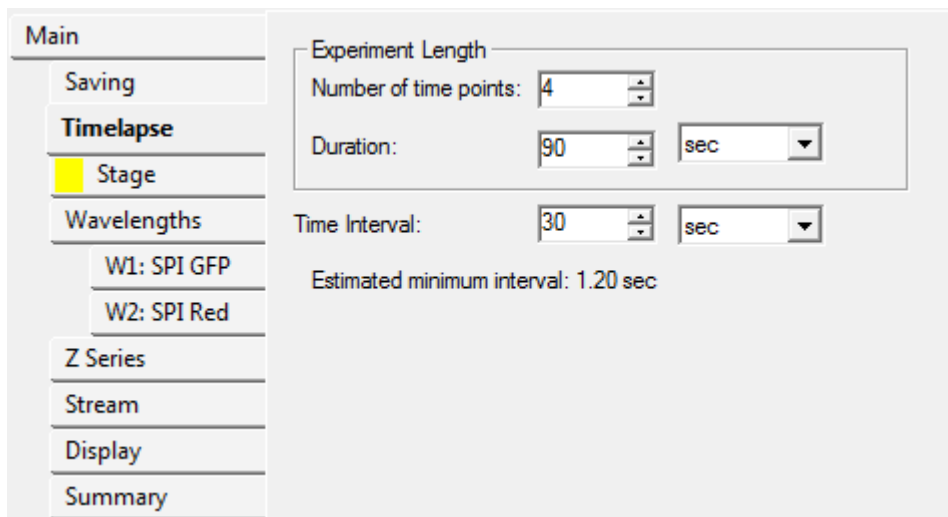 Main
Saving
Timelapse
Stage
Wavelengths
W1: SPI GFP
W2: SPI Red
Z Series
Stream
Display
Summary
Experiment Length
Number of time points: 4
Duration: 90 sec
Time Interval: 30 sec
Estimated minimum interval: 1.20 sec